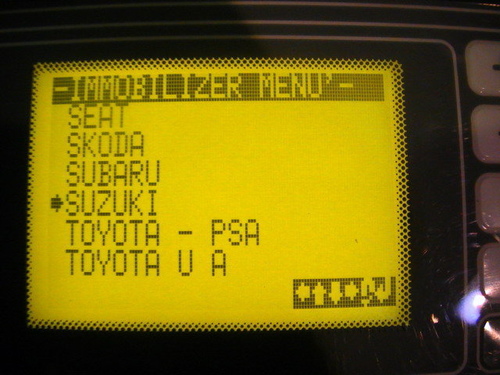 -IMMOBILIZER MENU'-
SEAT
SKODA
SUBARU
SUZUKI
TOYOTA - PSA
TOYOTA U A